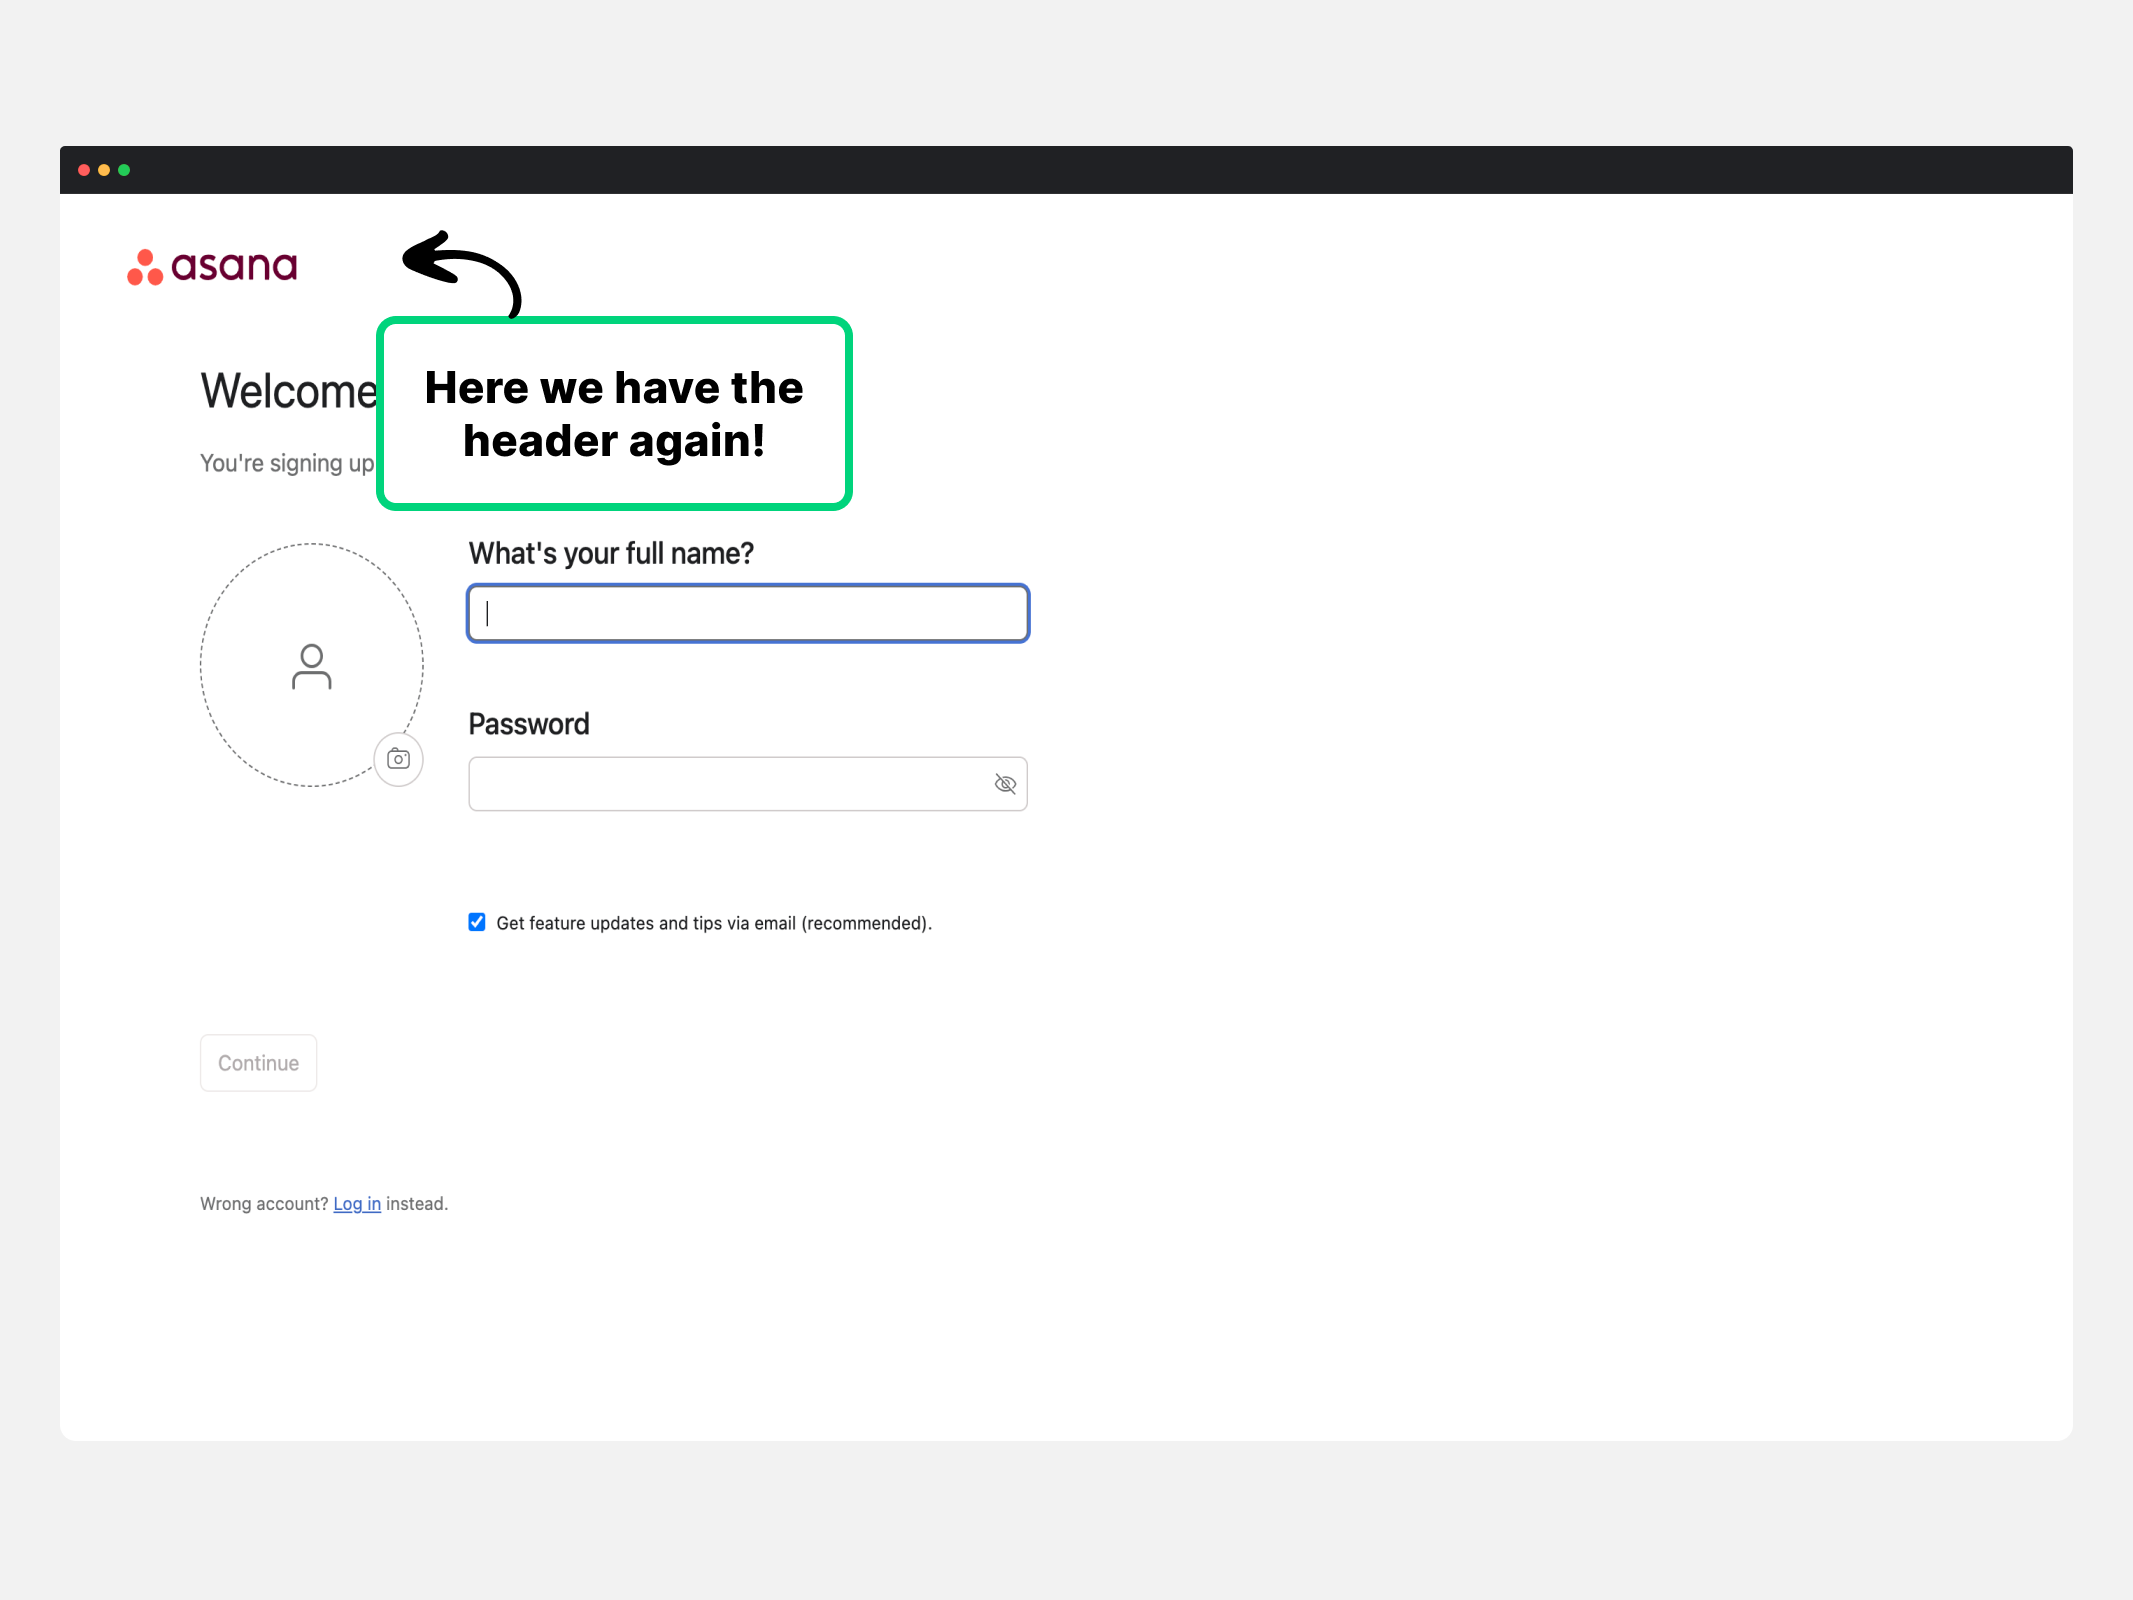 asana
Here we have the
header again!
Welcome
You're signing up
What's your full name?
Password
Get feature updates and tips via email (recommended).
Continue
Wrong account? Log in instead.